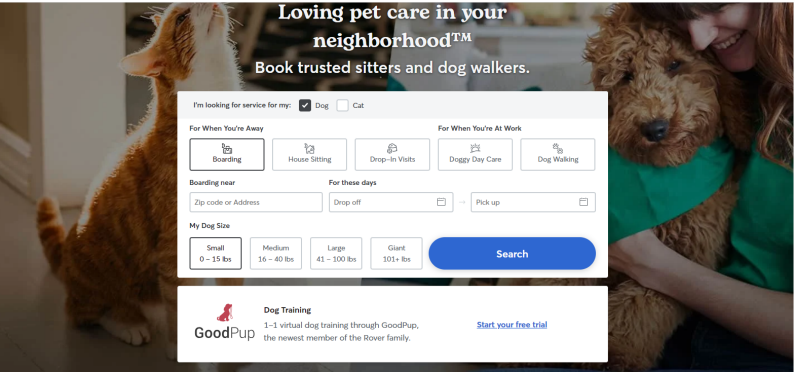 Loving pet care in your
neighborhood™
Book trusted sitters and dog walkers.
I'm looking for service for my: Dog Cat
For When You're Away
For When You're At Work
Boarding
House Sitting
Drop-In Visits
Doggy Day Care
Dog Walking
Boarding near
For these days
Zip code or Address
Drop off
→
Pick up
My Dog Size
Small
0 – 15 lbs
Medium
16 – 40 lbs
Large
41 – 100 lbs
Giant
101+ lbs
Search
GoodPup
Dog Training
1-1 virtual dog training through GoodPup,
the newest member of the Rover family.
Start your free trial